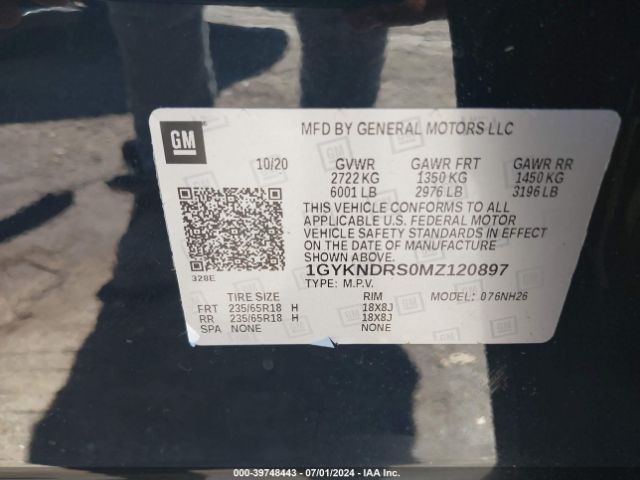 GM
MFD BY GENERAL MOTORS LLC
10/20 GVWR GAWR FRT GAWR RR
2722 KG 1350 KG 1450 KG
6001 LB 2976 LB 3196 LB
THIS VEHICLE CONFORMS TO ALL
APPLICABLE U.S. FEDERAL MOTOR
VEHICLE SAFETY STANDARDS IN EFFECT
ON THE DATE OF MANUFACTURE
SHOWN ABOVE.
1GYKNDRS0MZ120897
328E
TYPE: M.P.V.
TIRE SIZE RIM MODEL: 076NH26
FRT 235/65R18 H 18X8J
RR 235/65R18 H 18X8J
SPA NONE NONE
000-39748443 - 07/01/2024 - IAA Inc.